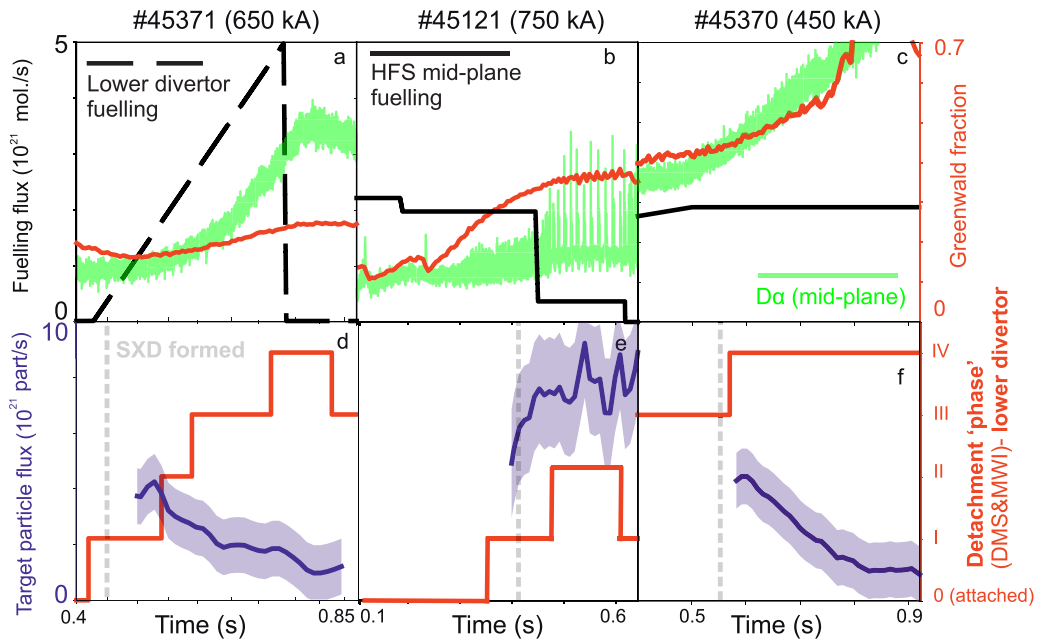 #45371 (650 kA)
#45121 (750 kA)
#45370 (450 kA)
5
a
b
c
0.7
Lower divertor
fuelling
HFS mid-plane
fuelling
Fuelling flux (10²¹ mol./s)
Greenwald fraction
Dα (mid-plane)
0
0
10
SXD formed
d
e
f
IV
III
II
I
0 (attached)
Target particle flux (10²¹ part/s)
Detachment 'phase'
(DMS&MWI)- lower divertor
0
0.4
0.85
0.1
0.6
0.5
0.9
Time (s)
Time (s)
Time (s)